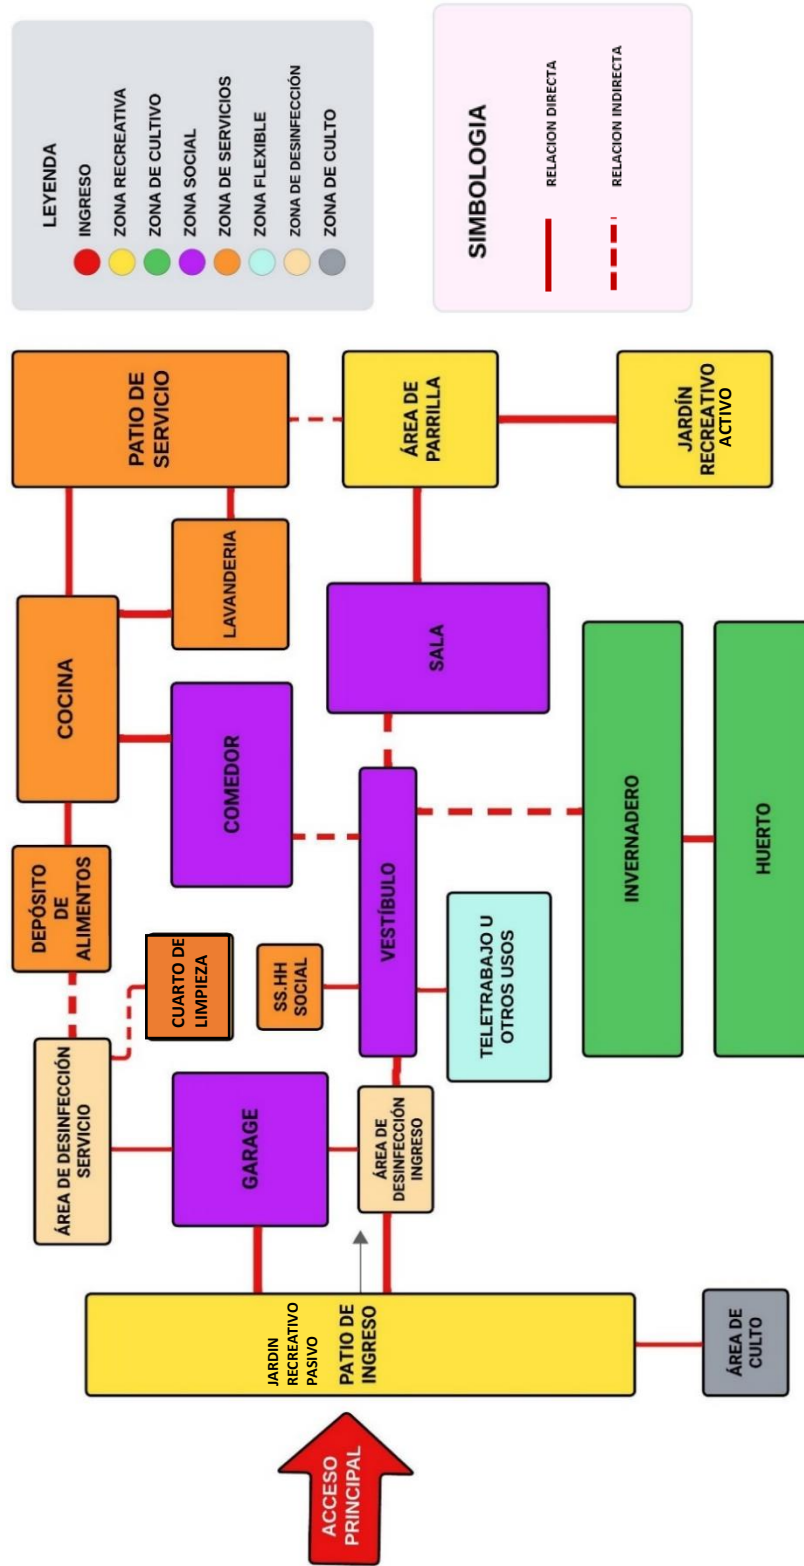 LEYENDA
INGRESO
ZONA RECREATIVA
ZONA DE CULTIVO
ZONA SOCIAL
ZONA DE SERVICIOS
ZONA FLEXIBLE
ZONA DE DESINFECCIÓN
ZONA DE CULTO
SIMBOLOGIA
RELACION DIRECTA
RELACION INDIRECTA
ACCESO
PRINCIPAL
JARDIN
RECREATIVO
PASIVO
PATIO DE
INGRESO
ÁREA DE
CULTO
ÁREA DE DESINFECCIÓN
SERVICIO
GARAGE
ÁREA DE
DESINFECCIÓN
INGRESO
CUARTO DE
LIMPIEZA
DEPÓSITO
DE
ALIMENTOS
SS.HH
SOCIAL
VESTÍBULO
TELETRABAJO U
OTROS USOS
COCINA
COMEDOR
LAVANDERIA
SALA
INVERNADERO
HUERTO
PATIO DE
SERVICIO
ÁREA DE
PARRILLA
JARDÍN
RECREATIVO
ACTIVO